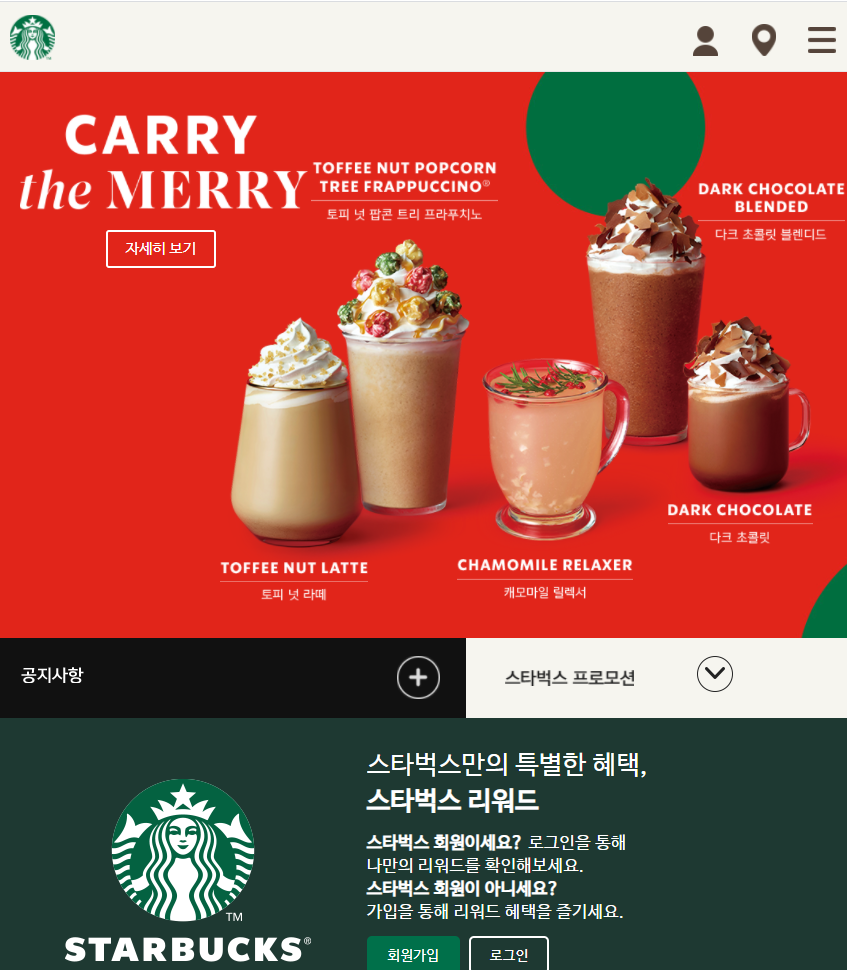 CARRY
the MERRY
자세히 보기
TOFFEE NUT POPCORN
TREE FRAPPUCCINO®
토피 넛 팝콘 트리 프라푸치노
DARK CHOCOLATE
BLENDED
다크 초콜릿 블렌디드
DARK CHOCOLATE
다크 초콜릿
TOFFEE NUT LATTE
토피 넛 라떼
CHAMOMILE RELAXER
캐모마일 릴렉서
공지사항
스타벅스 프로모션
TM
STARBUCKS®
스타벅스만의 특별한 혜택,
스타벅스 리워드
스타벅스 회원이세요? 로그인을 통해
나만의 리워드를 확인해보세요.
스타벅스 회원이 아니세요?
가입을 통해 리워드 혜택을 즐기세요.
회원가입
로그인